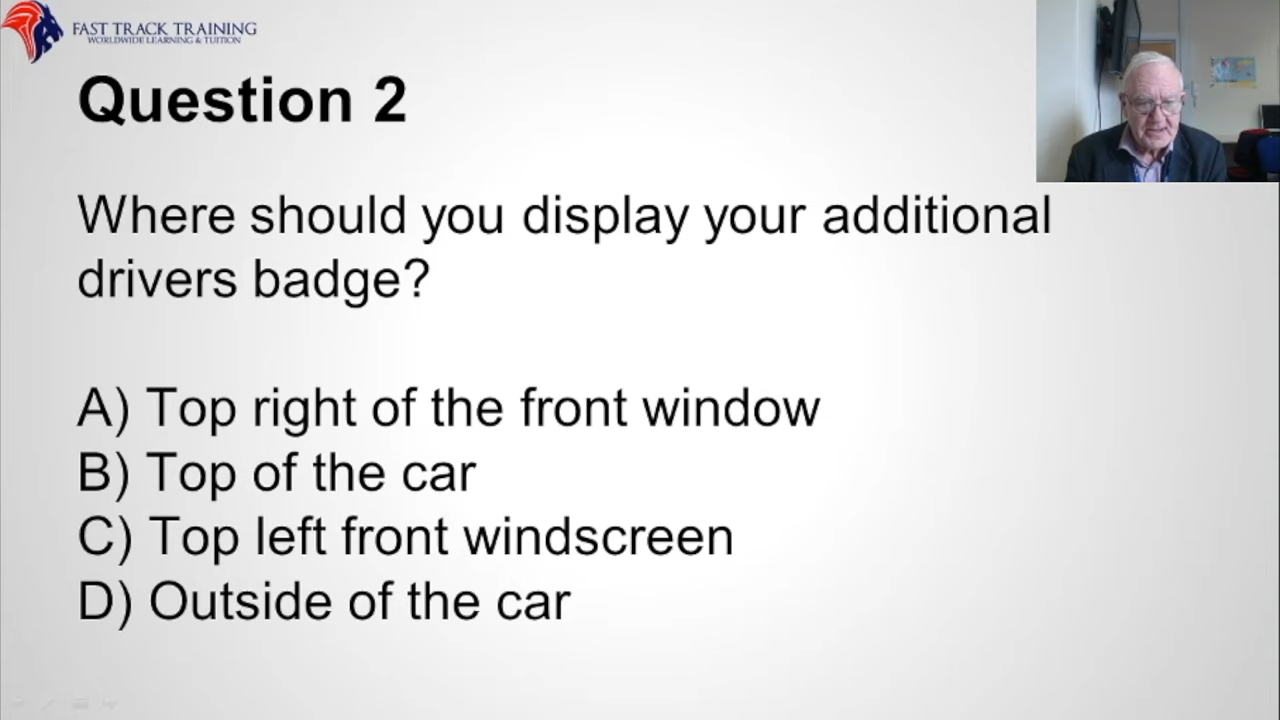 FAST TRACK TRAINING
WORLDWIDE LEARNING & TUITION
Question 2
Where should you display your additional
drivers badge?
A) Top right of the front window
B) Top of the car
C) Top left front windscreen
D) Outside of the car